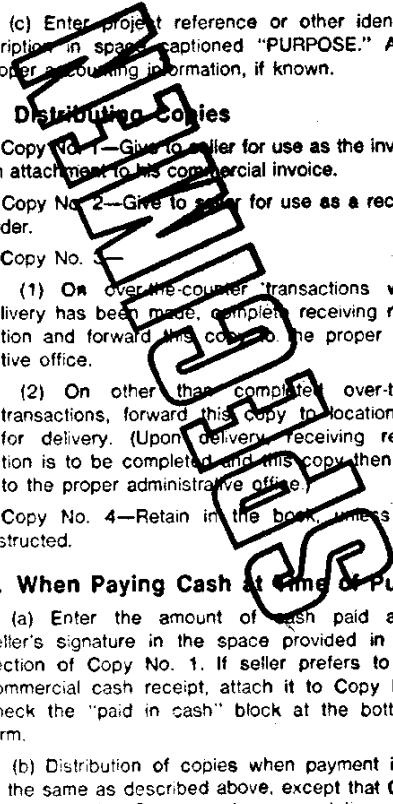 (c) Enter project reference or other iden
ription in space captioned "PURPOSE." A
oper accounting information, if known.
Distributing Copies
Copy No. 1—Give to seller for use as the inv
n attachment to his commercial invoice.
Copy No. 2—Give to seller for use as a rec
rder.
Copy No. 3—
(1) On over-the-counter transactions w
livery has been made, complete receiving r
tion and forward this copy to the proper
tive office.
(2) On other than completed over-t
transactions, forward this copy to location
for delivery. (Upon delivery, receiving re
tion is to be completed and this copy then
to the proper administrative office.)
Copy No. 4—Retain in the book, unless
structed.
. When Paying Cash at Time of Pu
(a) Enter the amount of cash paid a
eller's signature in the space provided in
ection of Copy No. 1. If seller prefers to
ommercial cash receipt, attach it to Copy
heck the "paid in cash" block at the bott
rm.
(b) Distribution of copies when payment i
the same as described above, except that
SPECIMEN